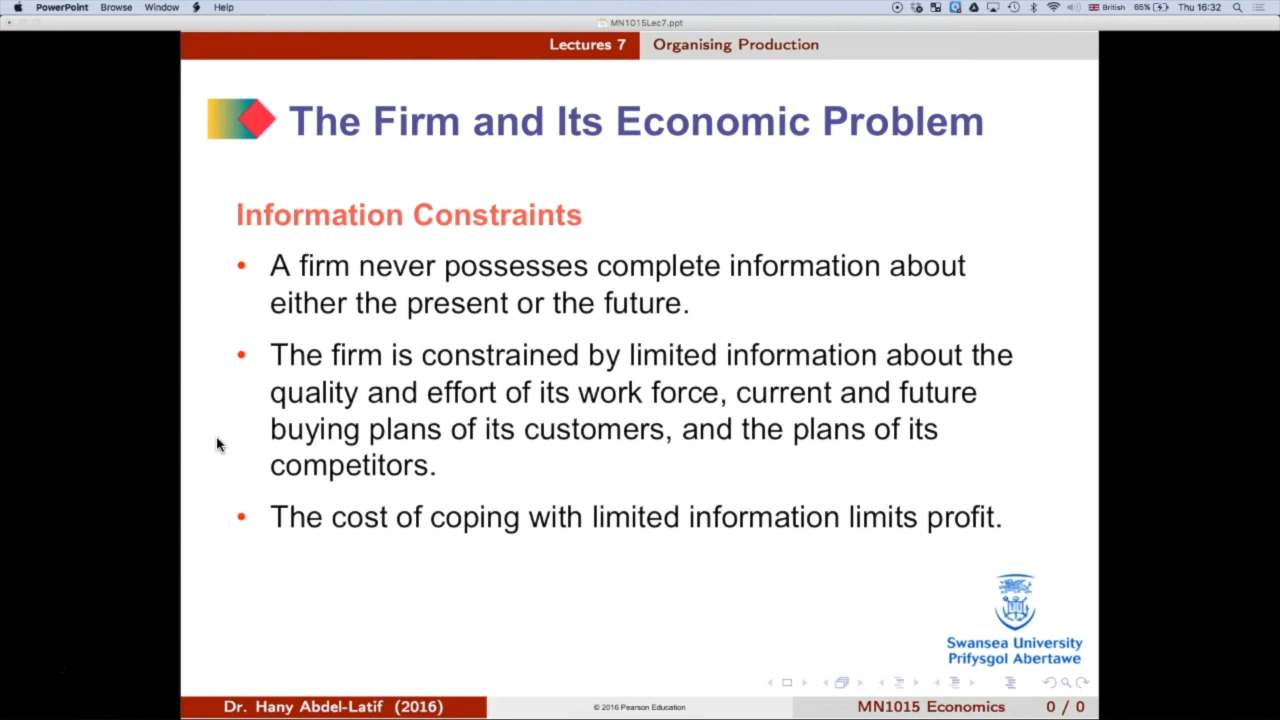 PowerPoint Browse Window Help British 65% Thu 16:32
MN1015Lec7.ppt
Lectures 7 Organising Production
The Firm and Its Economic Problem
Information Constraints
• A firm never possesses complete information about
either the present or the future.
• The firm is constrained by limited information about the
quality and effort of its work force, current and future
buying plans of its customers, and the plans of its
competitors.
• The cost of coping with limited information limits profit.
Swansea University
Prifysgol Abertawe
Dr. Hany Abdel-Latif (2016) © 2016 Pearson Education MN1015 Economics 0 / 0